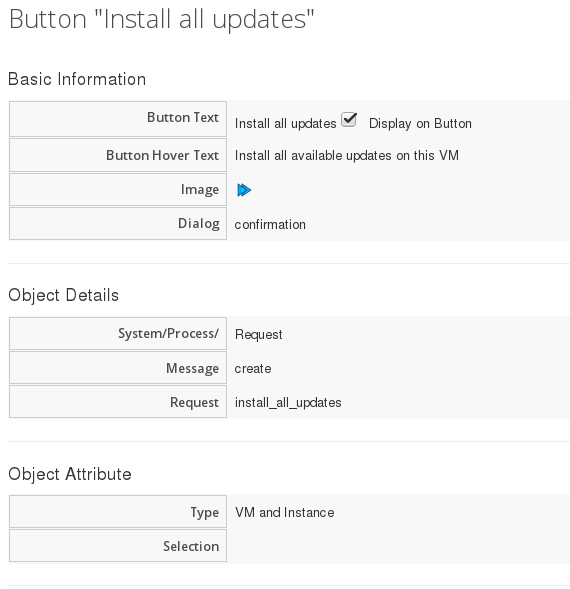 Button "Install all updates"
Basic Information
Button Text Install all updates Display on Button
Button Hover Text Install all available updates on this VM
Image
Dialog confirmation
Object Details
System/Process/ Request
Message create
Request install_all_updates
Object Attribute
Type VM and Instance
Selection